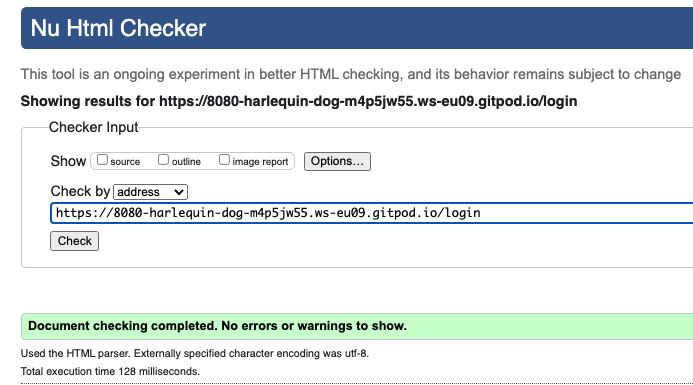 Nu Html Checker
This tool is an ongoing experiment in better HTML checking, and its behavior remains subject to change
Showing results for https://8080-harlequin-dog-m4p5jw55.ws-eu09.gitpod.io/login
Checker Input
Show source outline image report Options...
Check by address
https://8080-harlequin-dog-m4p5jw55.ws-eu09.gitpod.io/login
Check
Document checking completed. No errors or warnings to show.
Used the HTML parser. Externally specified character encoding was utf-8.
Total execution time 128 milliseconds.